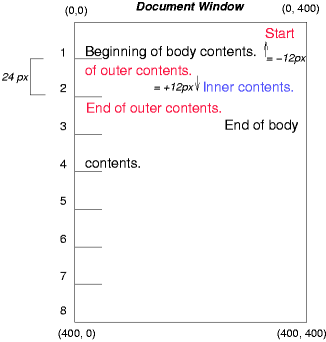 Document Window
(0,0) (0, 400)
Start
1 Beginning of body contents. = -12px
of outer contents.
24 px
= +12px Inner contents.
2
End of outer contents.
3 End of body
4 contents.
5
6
7
8
(400, 0) (400, 400)